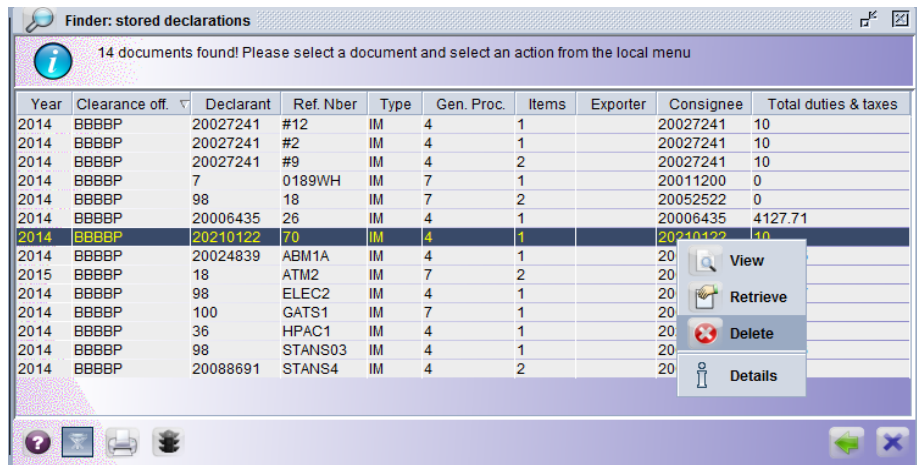 Finder: stored declarations
14 documents found! Please select a document and select an action from the local menu
Year Clearance off. Declarant Ref. Nber Type Gen. Proc. Items Exporter Consignee Total duties & taxes
2014 BBBBP 20027241 #12 IM 4 1 20027241 10
2014 BBBBP 20027241 #2 IM 4 1 20027241 10
2014 BBBBP 20027241 #9 IM 4 2 20027241 10
2014 BBBBP 7 0189WH IM 7 1 20011200 0
2014 BBBBP 98 18 IM 7 2 20052522 0
2014 BBBBP 20006435 26 IM 4 1 20006435 4127.71
2014 BBBBP 20210122 70 IM 4 1 20210122 10
2014 BBBBP 20024839 ABM1A IM 4 1 20
View
2015 BBBBP 18 ATM2 IM 7 2 20
2014 BBBBP 98 ELEC2 IM 4 1 20
Retrieve
2014 BBBBP 100 GATS1 IM 7 1 20
2014 BBBBP 36 HPAC1 IM 4 1 20
Delete
2014 BBBBP 98 STANS03 IM 4 1 20
2014 BBBBP 20088691 STANS4 IM 4 2 20
Details